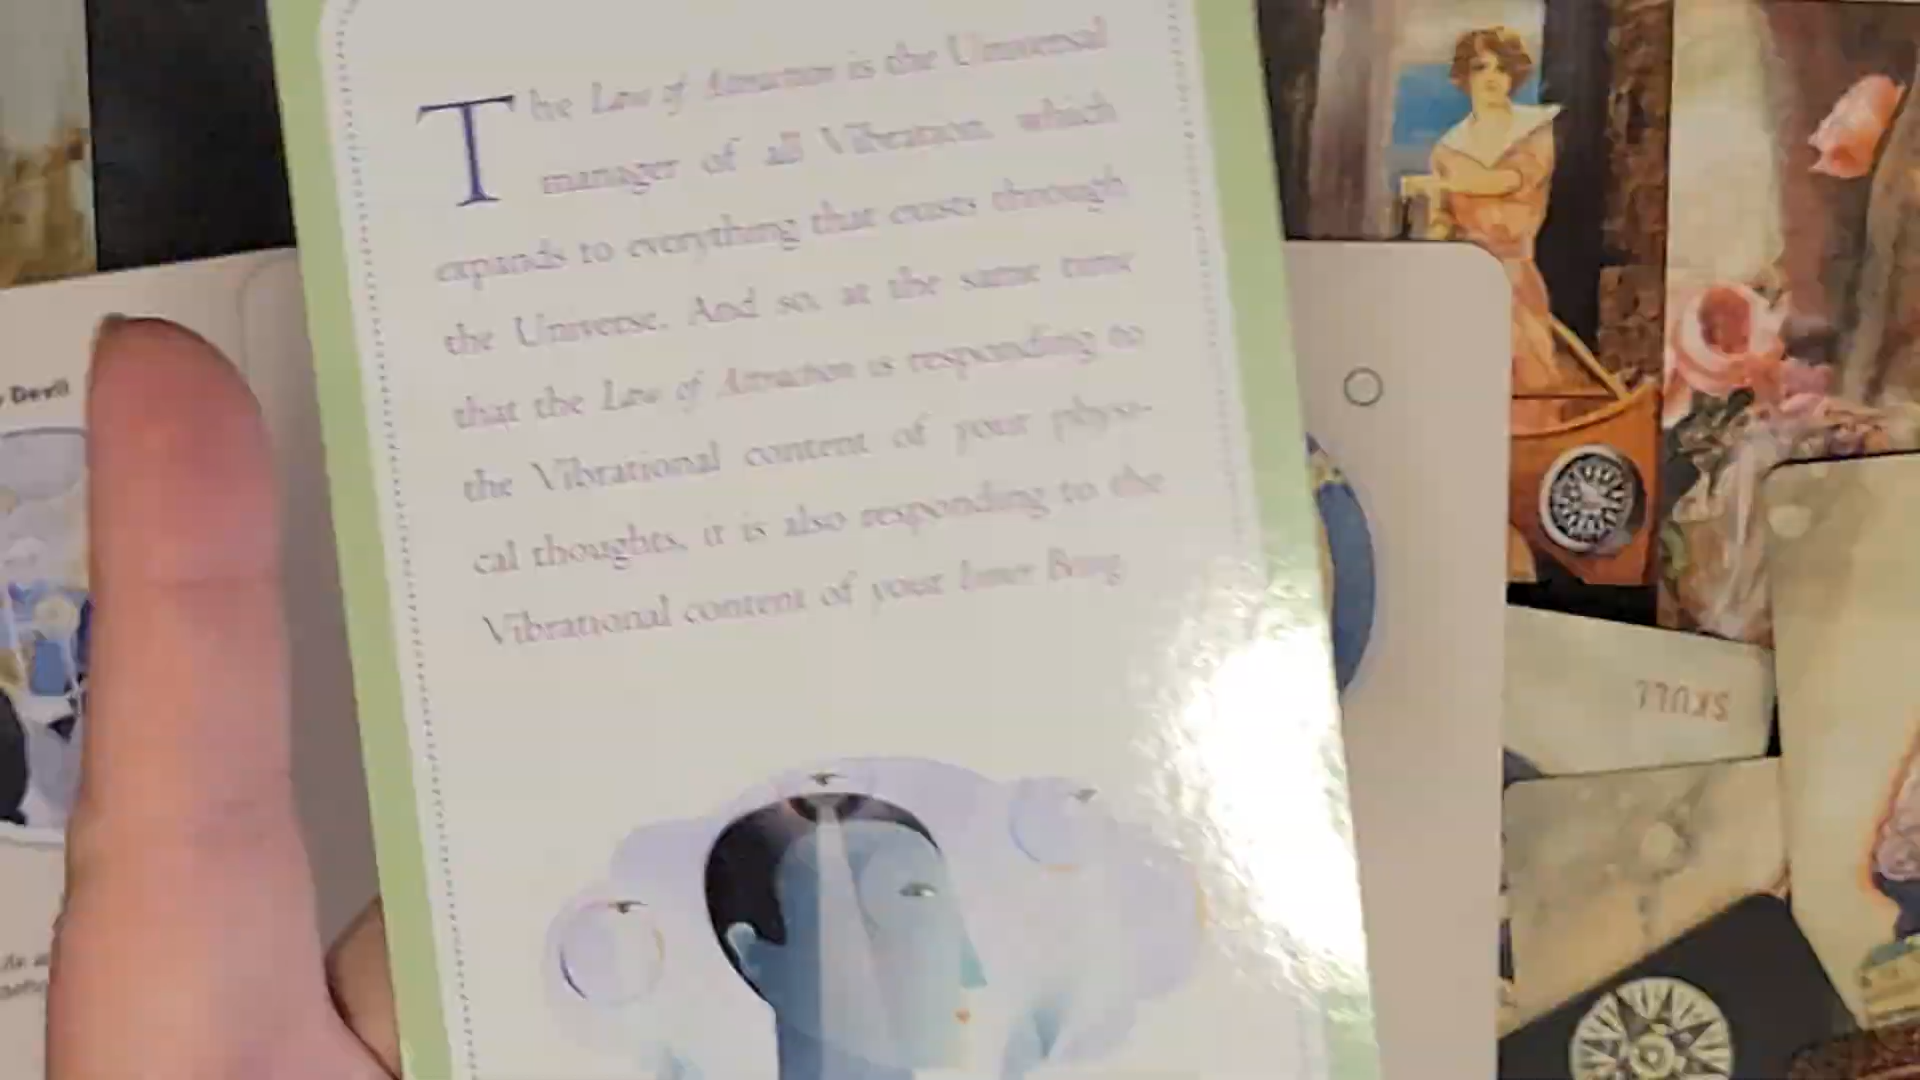 The Law of Attraction is the Universal
manager of all Vibration which
expands to everything that exists through
the Universe. And so, at the same time
that the Law of Attraction is responding to
the Vibrational content of your physi-
cal thoughts, it is also responding to the
Vibrational content of your Inner Being.
Devil
SKULL